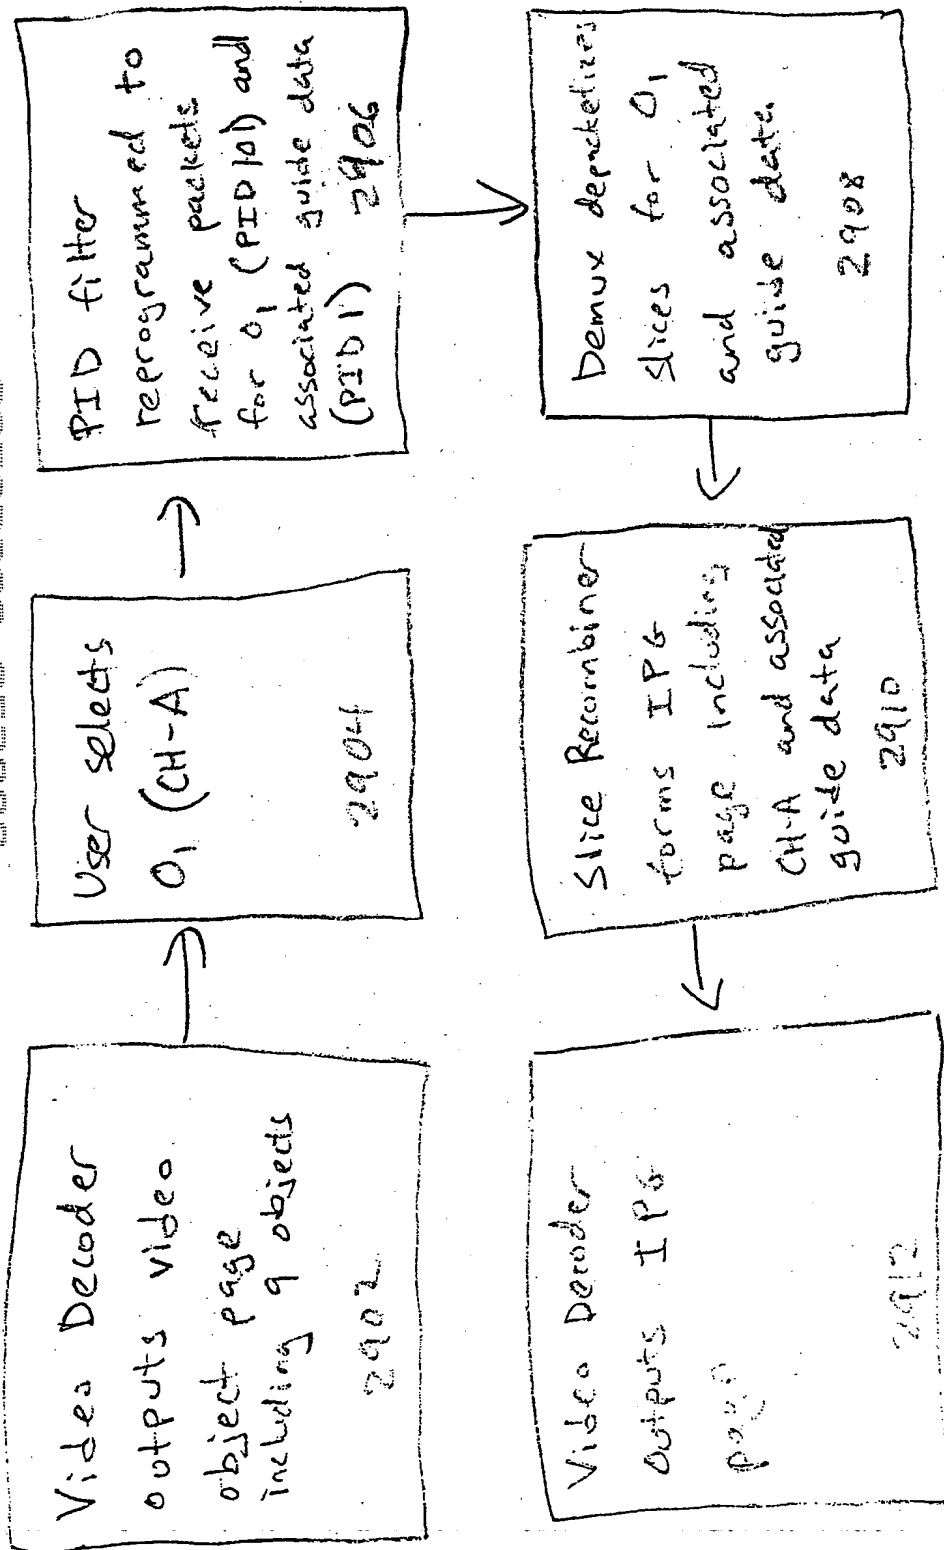 Video Decoder
outputs video
object page
including 9 objects
2902
User selects
O1 (CH-A)
2904
PID filter
reprogrammed to
receive packets
for O1 (PID 101) and
associated guide data
(PID 1) 2906
Demux depacketizes
slices for O1
and associated
guide data
2908
Slice Recombiner
forms IPG
page including
CH-A and associated
guide data
2910
Video Decoder
outputs IPG
page
2912